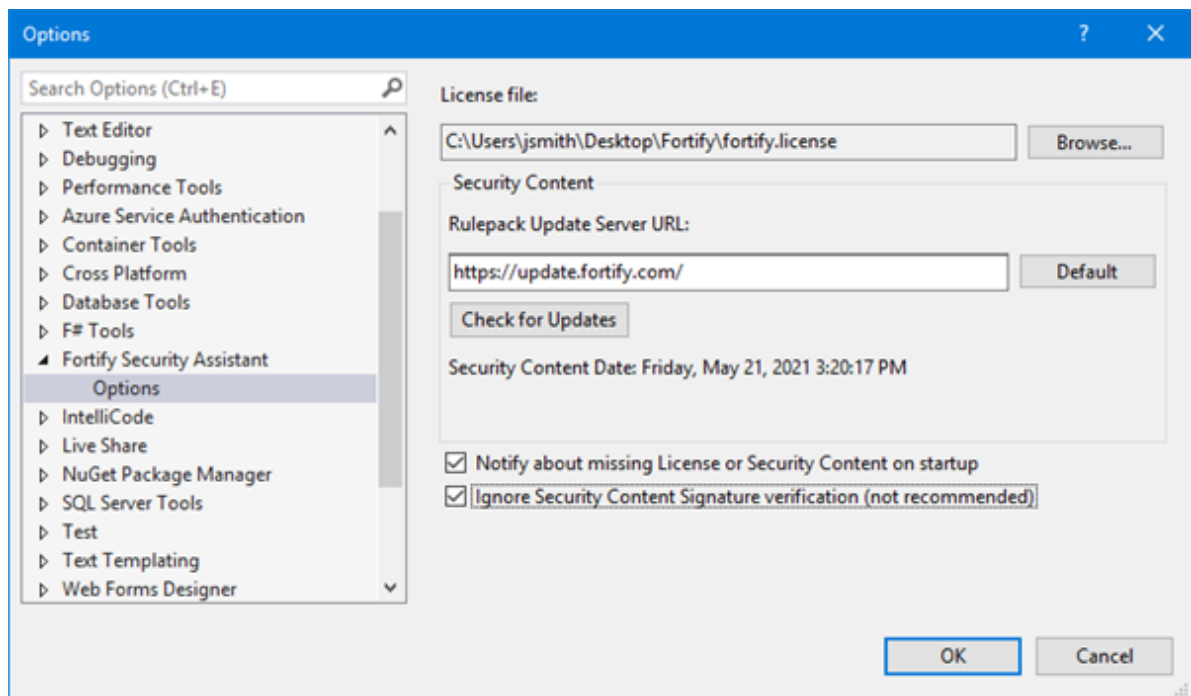 Options
?
Search Options (Ctrl+E)
Text Editor
Debugging
Performance Tools
Azure Service Authentication
Container Tools
Cross Platform
Database Tools
F# Tools
Fortify Security Assistant
Options
IntelliCode
Live Share
NuGet Package Manager
SQL Server Tools
Test
Text Templating
Web Forms Designer
License file:
C:\Users\jsmith\Desktop\Fortify\fortify.license
Browse...
Security Content
Rulepack Update Server URL:
https://update.fortify.com/
Default
Check for Updates
Security Content Date: Friday, May 21, 2021 3:20:17 PM
Notify about missing License or Security Content on startup
Ignore Security Content Signature verification (not recommended)
OK
Cancel